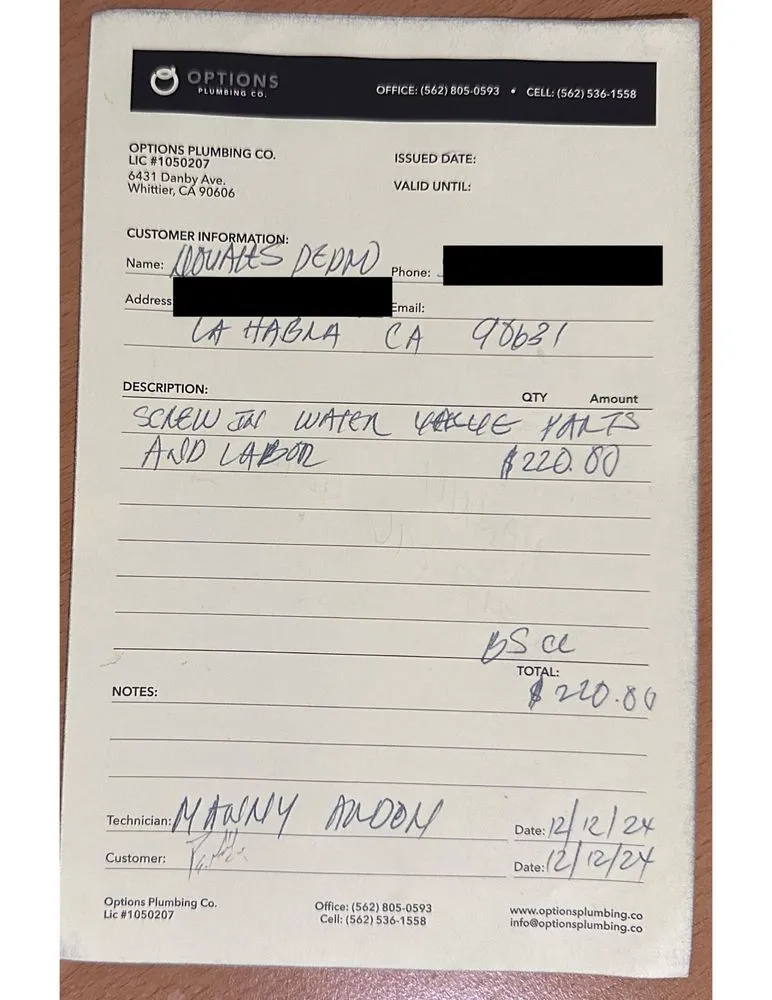 OPTIONS
PLUMBING CO.
OFFICE: (562) 805-0593 • CELL: (562) 536-1558
OPTIONS PLUMBING CO.
LIC #1050207
6431 Danby Ave.
Whittier, CA 90606
ISSUED DATE:
VALID UNTIL:
CUSTOMER INFORMATION:
Name: MORALES PEDRO
Phone:
Address
Email:
LA HABRA CA 90631
DESCRIPTION: QTY Amount
SCREW IN WATER VALVE PARTS
AND LABOR $220.00
TOTAL:
$220.00
NOTES:
Technician: MANNY Date: 12/12/24
Customer: Date: 12/12/24
Options Plumbing Co.
Lic #1050207
Office: (562) 805-0593
Cell: (562) 536-1558
www.optionsplumbing.co
info@optionsplumbing.co